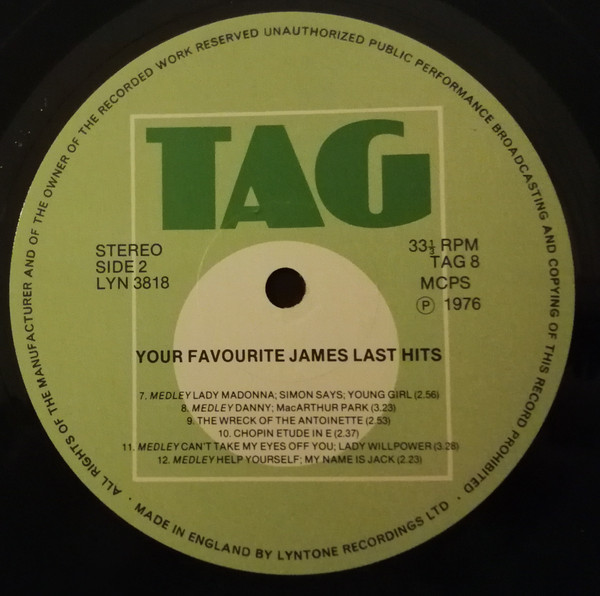 ALL RIGHTS OF THE MANUFACTURER AND OF THE OWNER OF THE RECORDED WORK RESERVED UNAUTHORIZED PUBLIC PERFORMANCE BROADCASTING AND COPYING OF THIS RECORD PROHIBITED
TAG
STEREO
SIDE 2
LYN 3818
33⅓ RPM
TAG 8
MCPS
Ⓟ 1976
YOUR FAVOURITE JAMES LAST HITS
7. MEDLEY LADY MADONNA; SIMON SAYS; YOUNG GIRL (2.56)
8. MEDLEY DANNY; MacARTHUR PARK (3.23)
9. THE WRECK OF THE ANTOINETTE (2.53)
10. CHOPIN ETUDE IN E (2.37)
11. MEDLEY CAN'T TAKE MY EYES OFF YOU; LADY WILLPOWER (3.28)
12. MEDLEY HELP YOURSELF; MY NAME IS JACK (2.23)
· MADE IN ENGLAND BY LYNTONE RECORDINGS LTD ·